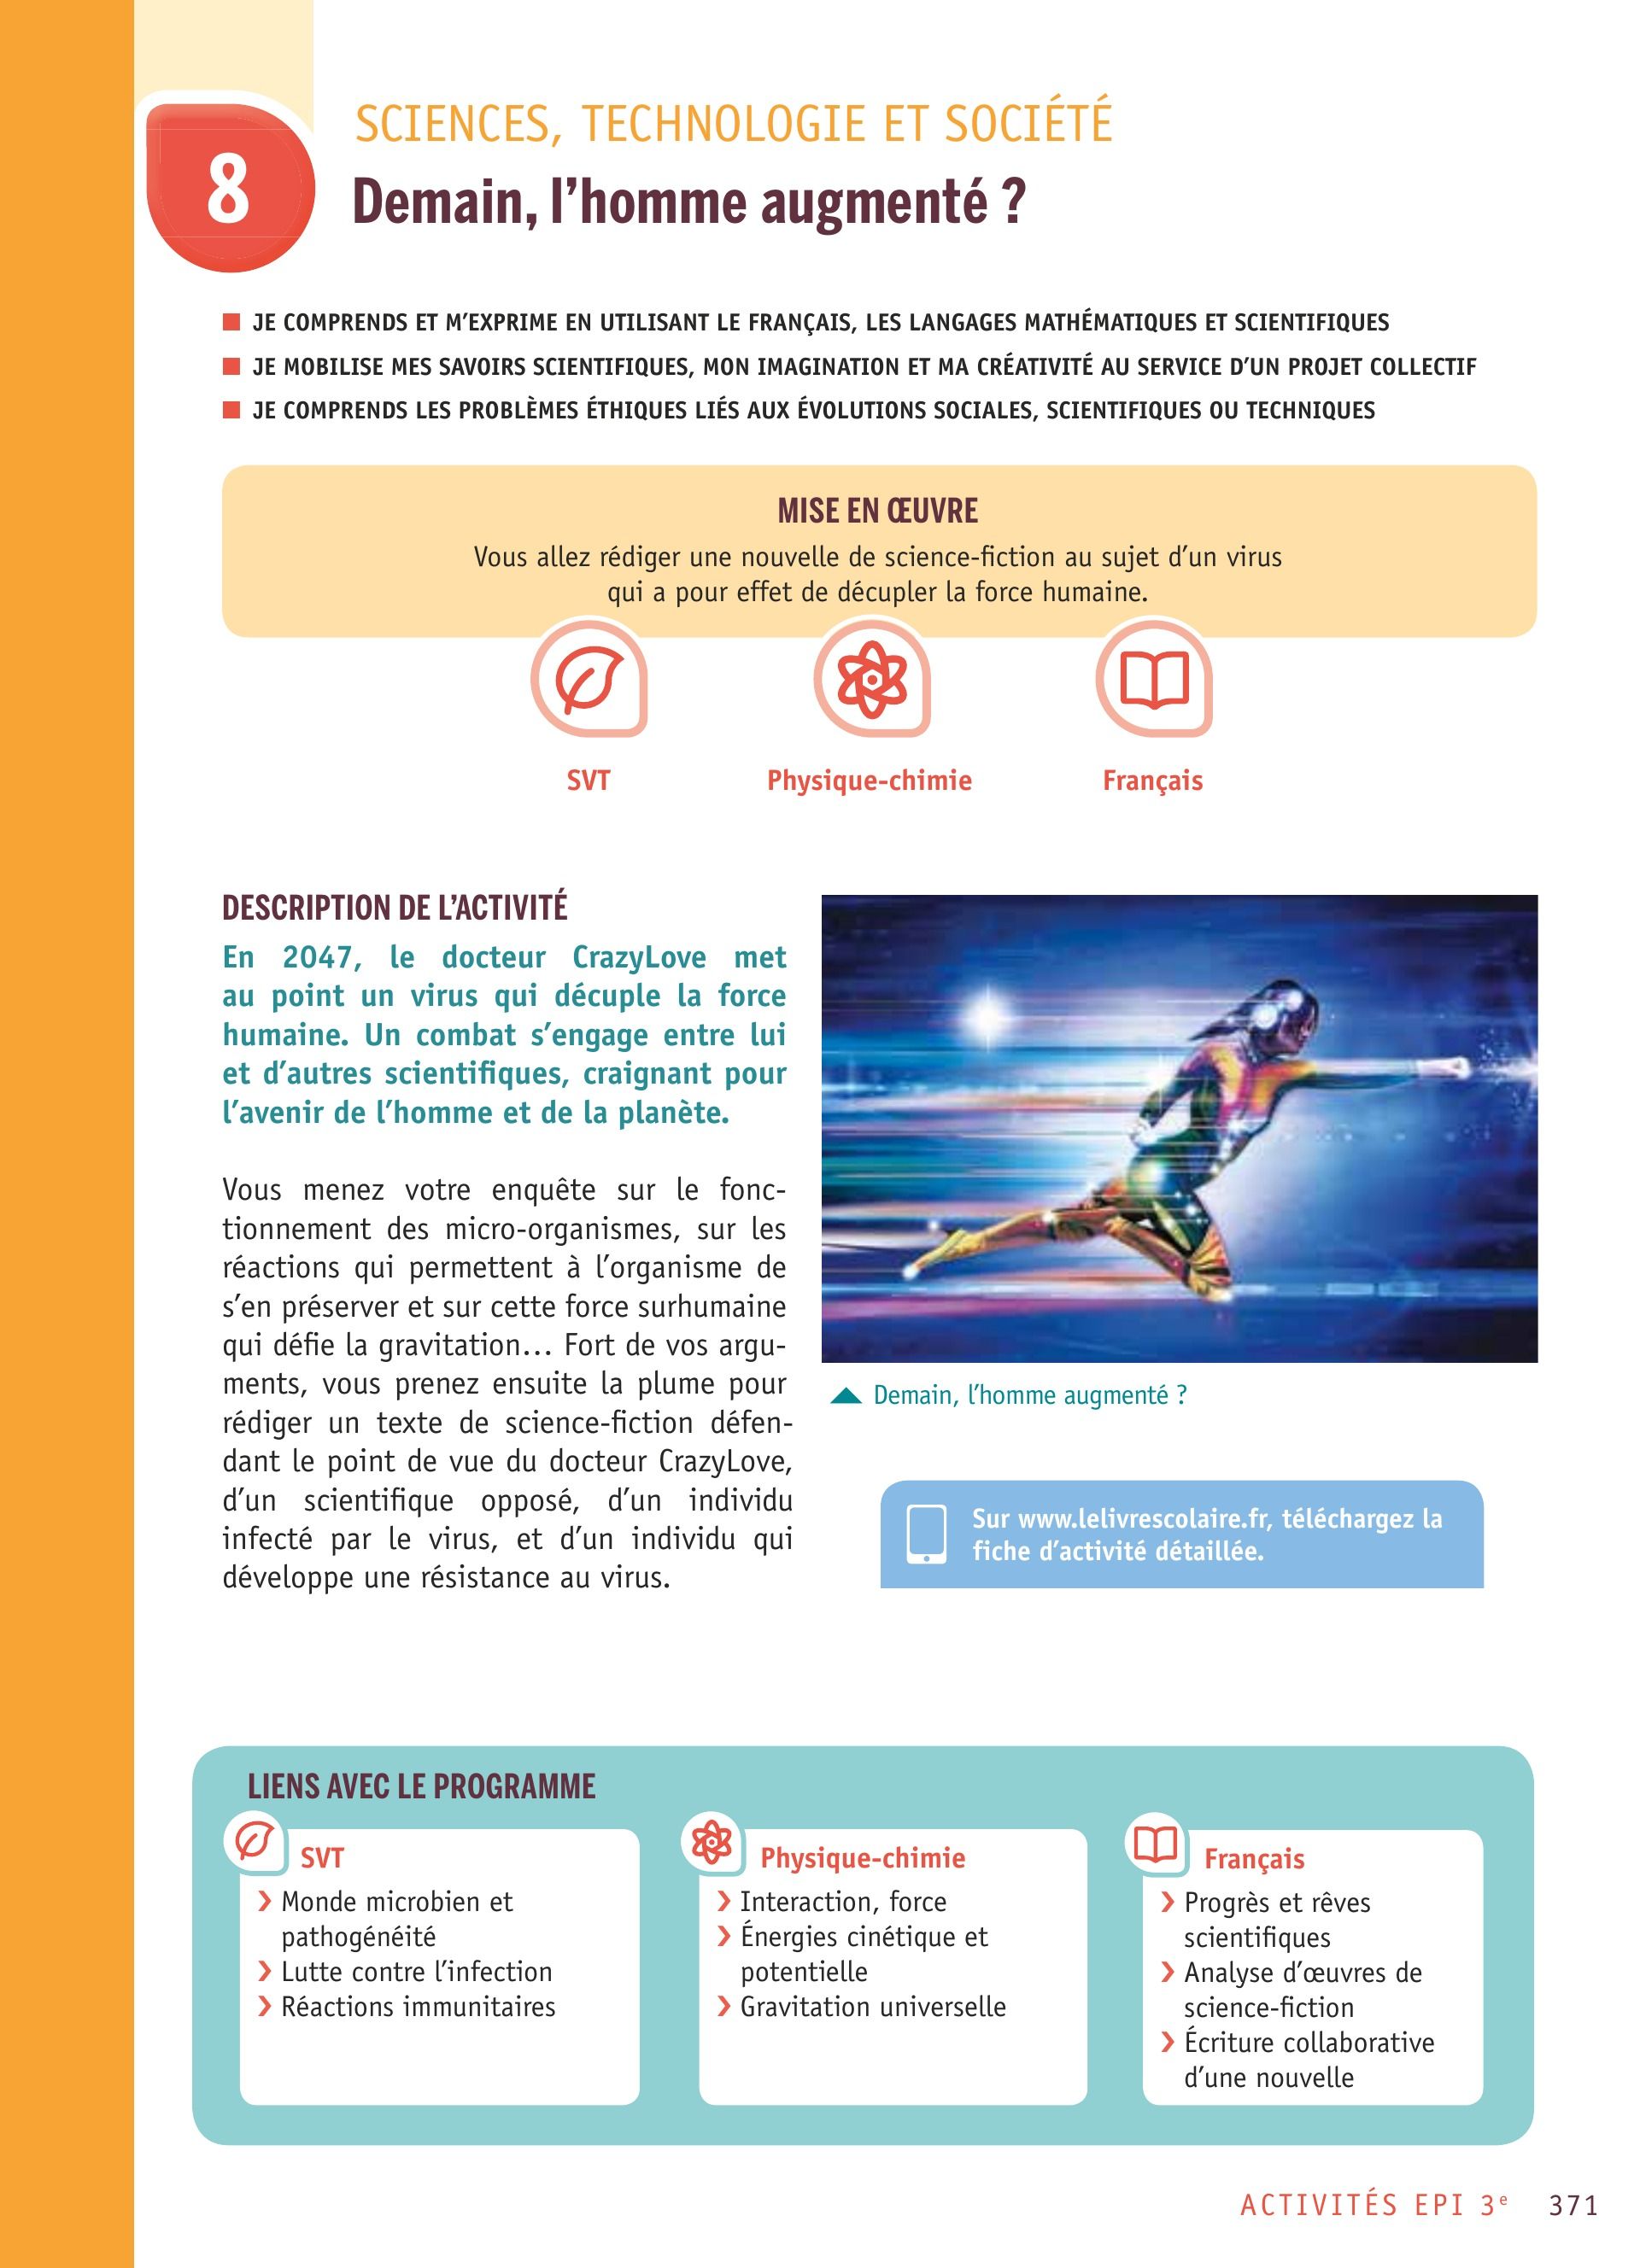 8
SCIENCES, TECHNOLOGIE ET SOCIÉTÉ
Demain, l’homme augmenté ?
JE COMPRENDS ET M’EXPRIME EN UTILISANT LE FRANÇAIS, LES LANGAGES MATHÉMATIQUES ET SCIENTIFIQUES
JE MOBILISE MES SAVOIRS SCIENTIFIQUES, MON IMAGINATION ET MA CRÉATIVITÉ AU SERVICE D’UN PROJET COLLECTIF
JE COMPRENDS LES PROBLÈMES ÉTHIQUES LIÉS AUX ÉVOLUTIONS SOCIALES, SCIENTIFIQUES OU TECHNIQUES
MISE EN ŒUVRE
Vous allez rédiger une nouvelle de science-fiction au sujet d’un virus
qui a pour effet de décupler la force humaine.
SVT
Physique-chimie
Français
DESCRIPTION DE L’ACTIVITÉ
En 2047, le docteur CrazyLove met
au point un virus qui décuple la force
humaine. Un combat s’engage entre lui
et d’autres scientifiques, craignant pour
l’avenir de l’homme et de la planète.
Vous menez votre enquête sur le fonc-
tionnement des micro-organismes, sur les
réactions qui permettent à l’organisme de
s’en préserver et sur cette force surhumaine
qui défie la gravitation… Fort de vos argu-
ments, vous prenez ensuite la plume pour
rédiger un texte de science-fiction défen-
dant le point de vue du docteur CrazyLove,
d’un scientifique opposé, d’un individu
infecté par le virus, et d’un individu qui
développe une résistance au virus.
Demain, l’homme augmenté ?
Sur www.lelivrescolaire.fr, téléchargez la
fiche d’activité détaillée.
LIENS AVEC LE PROGRAMME
SVT
Monde microbien et
pathogénéité
Lutte contre l’infection
Réactions immunitaires
Physique-chimie
Interaction, force
Énergies cinétique et
potentielle
Gravitation universelle
Français
Progrès et rêves
scientifiques
Analyse d’œuvres de
science-fiction
Écriture collaborative
d’une nouvelle
ACTIVITÉS EPI 3e 371